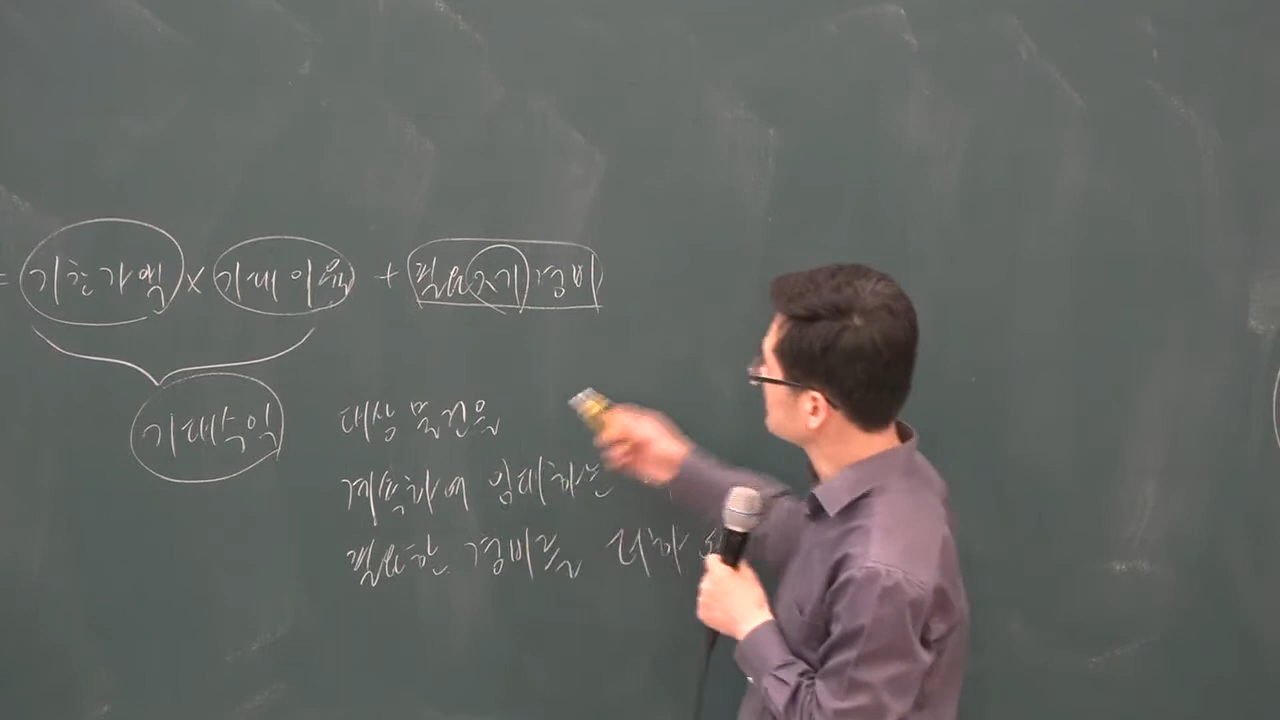 = 기초가액 × 기대이율 + 필요제경비
기대수익 대상 물건을
계속하여 임대하는
필요한 경비를 더하